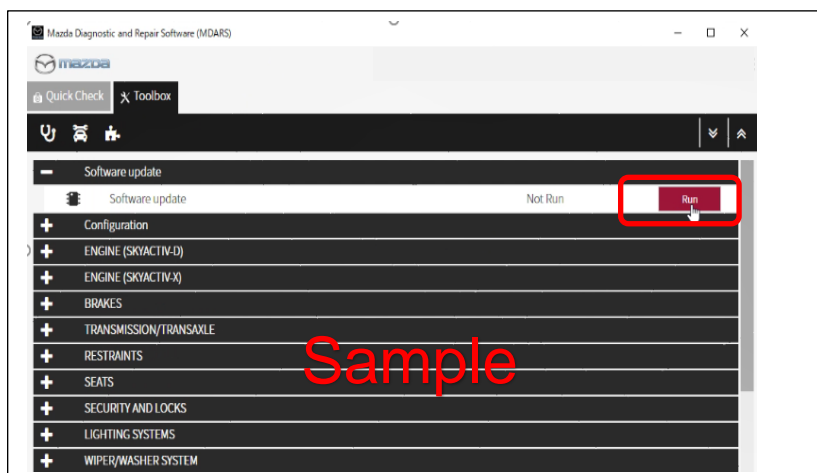 Mazda Diagnostic and Repair Software (MDARS)
mazda
Quick Check Toolbox
Software update
Software update Not Run Run
Configuration
ENGINE (SKYACTIV-D)
ENGINE (SKYACTIV-X)
BRAKES
TRANSMISSION/TRANSAXLE
RESTRAINTS
Sample
SEATS
SECURITY AND LOCKS
LIGHTING SYSTEMS
WIPER/WASHER SYSTEM